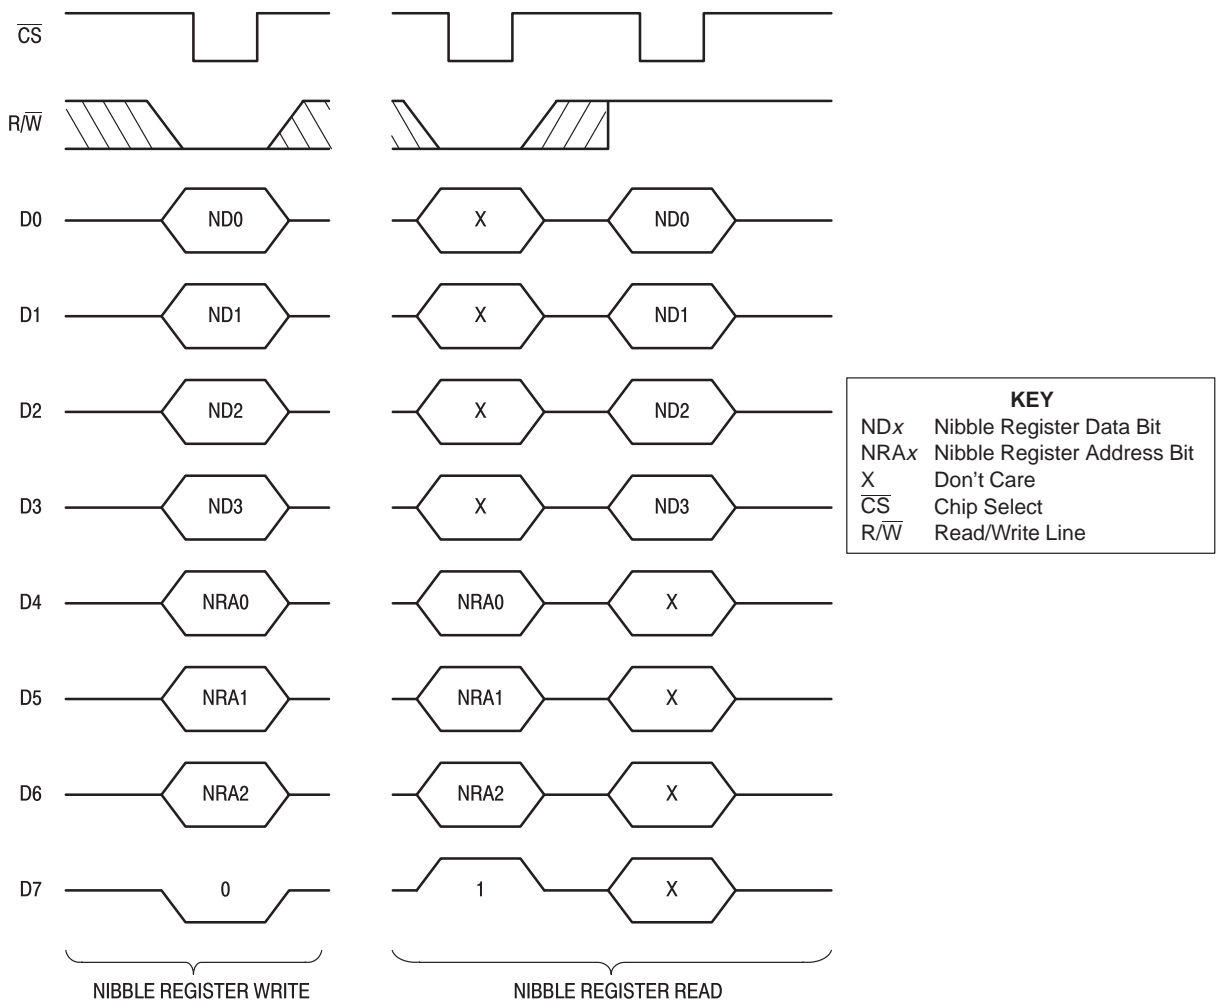 C̅S̅
R/W̅
D0 ND0 X ND0
D1 ND1 X ND1
D2 ND2 X ND2
D3 ND3 X ND3
D4 NRA0 NRA0 X
D5 NRA1 NRA1 X
D6 NRA2 NRA2 X
D7 0 1 X
NIBBLE REGISTER WRITE NIBBLE REGISTER READ
KEY
NDx Nibble Register Data Bit
NRAx Nibble Register Address Bit
X Don't Care
C̅S̅ Chip Select
R/W̅ Read/Write Line